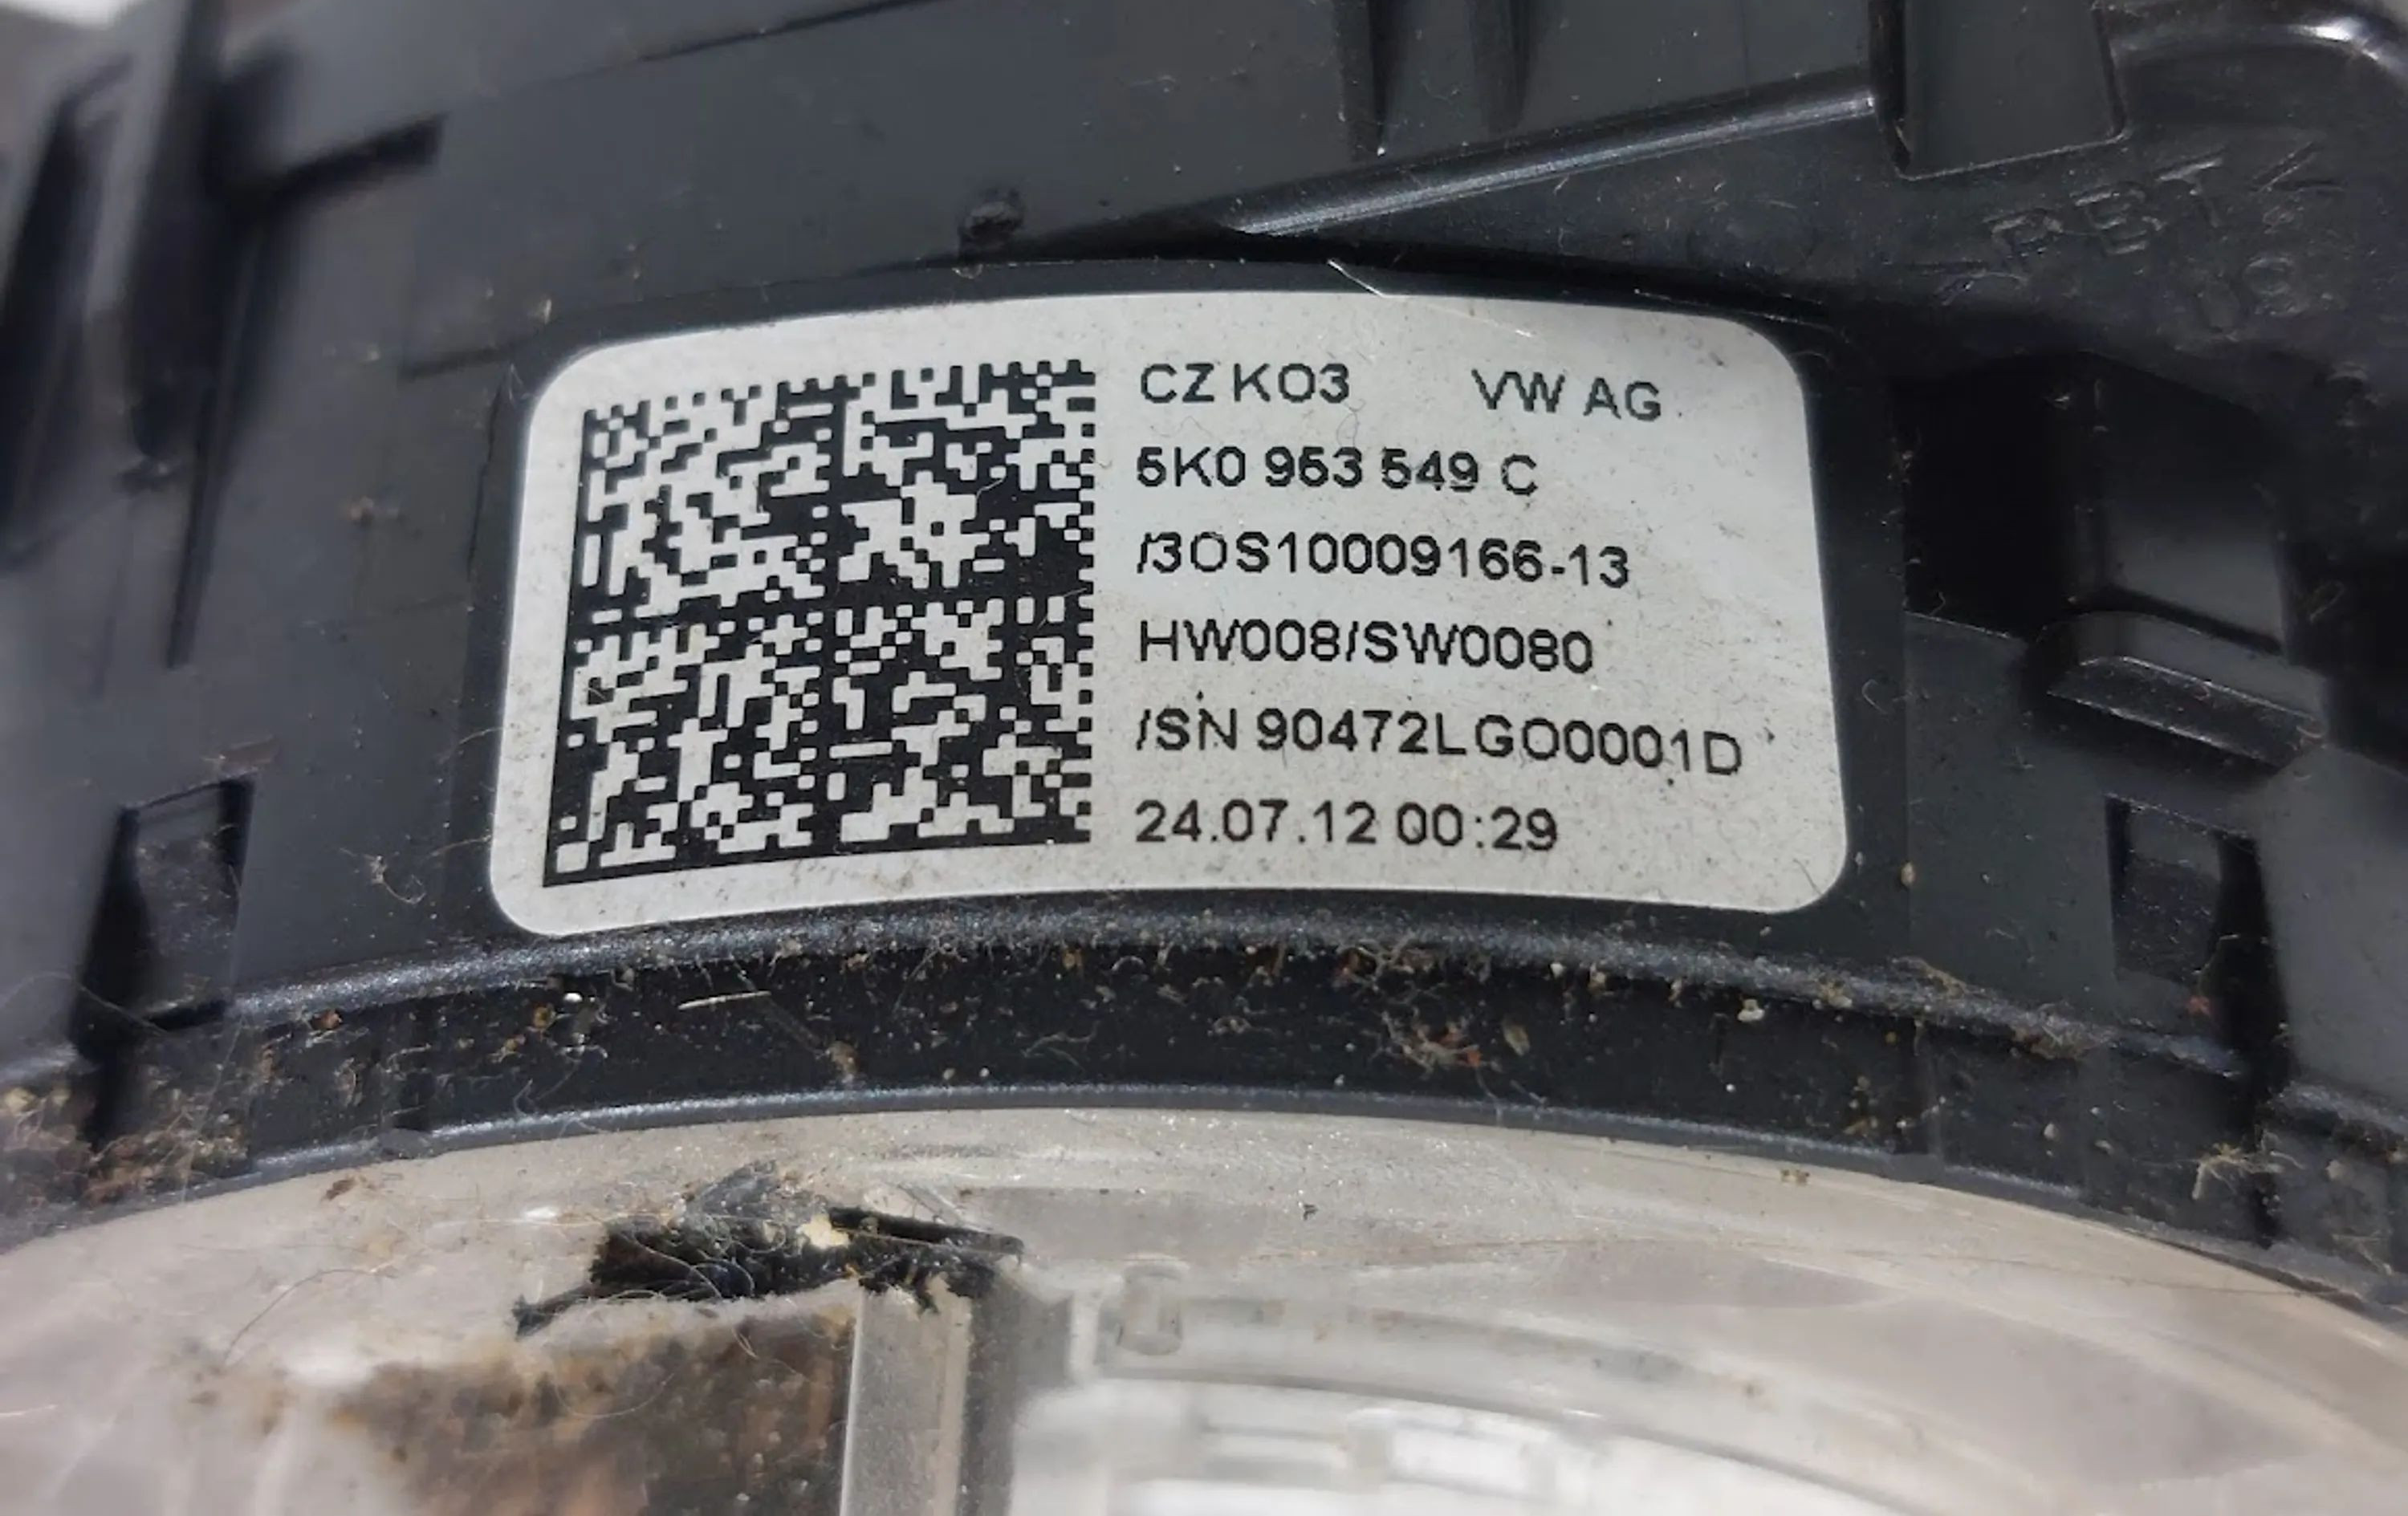 CZ KO3 VW AG
5K0 953 549 C
/3OS10009166-13
HW008/SW0080
/SN 90472LGO0001D
24.07.12 00:29